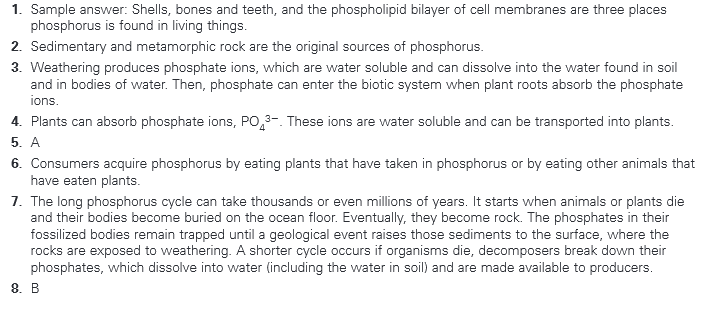 1. Sample answer: Shells, bones and teeth, and the phospholipid bilayer of cell membranes are three places
phosphorus is found in living things.
2. Sedimentary and metamorphic rock are the original sources of phosphorus.
3. Weathering produces phosphate ions, which are water soluble and can dissolve into the water found in soil
and in bodies of water. Then, phosphate can enter the biotic system when plant roots absorb the phosphate
ions.
4. Plants can absorb phosphate ions, PO₄³⁻. These ions are water soluble and can be transported into plants.
5. A
6. Consumers acquire phosphorus by eating plants that have taken in phosphorus or by eating other animals that
have eaten plants.
7. The long phosphorus cycle can take thousands or even millions of years. It starts when animals or plants die
and their bodies become buried on the ocean floor. Eventually, they become rock. The phosphates in their
fossilized bodies remain trapped until a geological event raises those sediments to the surface, where the
rocks are exposed to weathering. A shorter cycle occurs if organisms die, decomposers break down their
phosphates, which dissolve into water (including the water in soil) and are made available to producers.
8. B